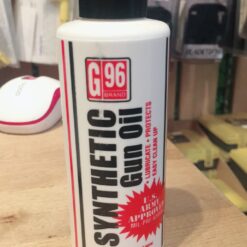 G96
BRAND
SYNTHETIC
Gun Oil
LUBRICATE • PROTECTS
EASY CLEAN UP
U.S.
ARMY
APPROVED